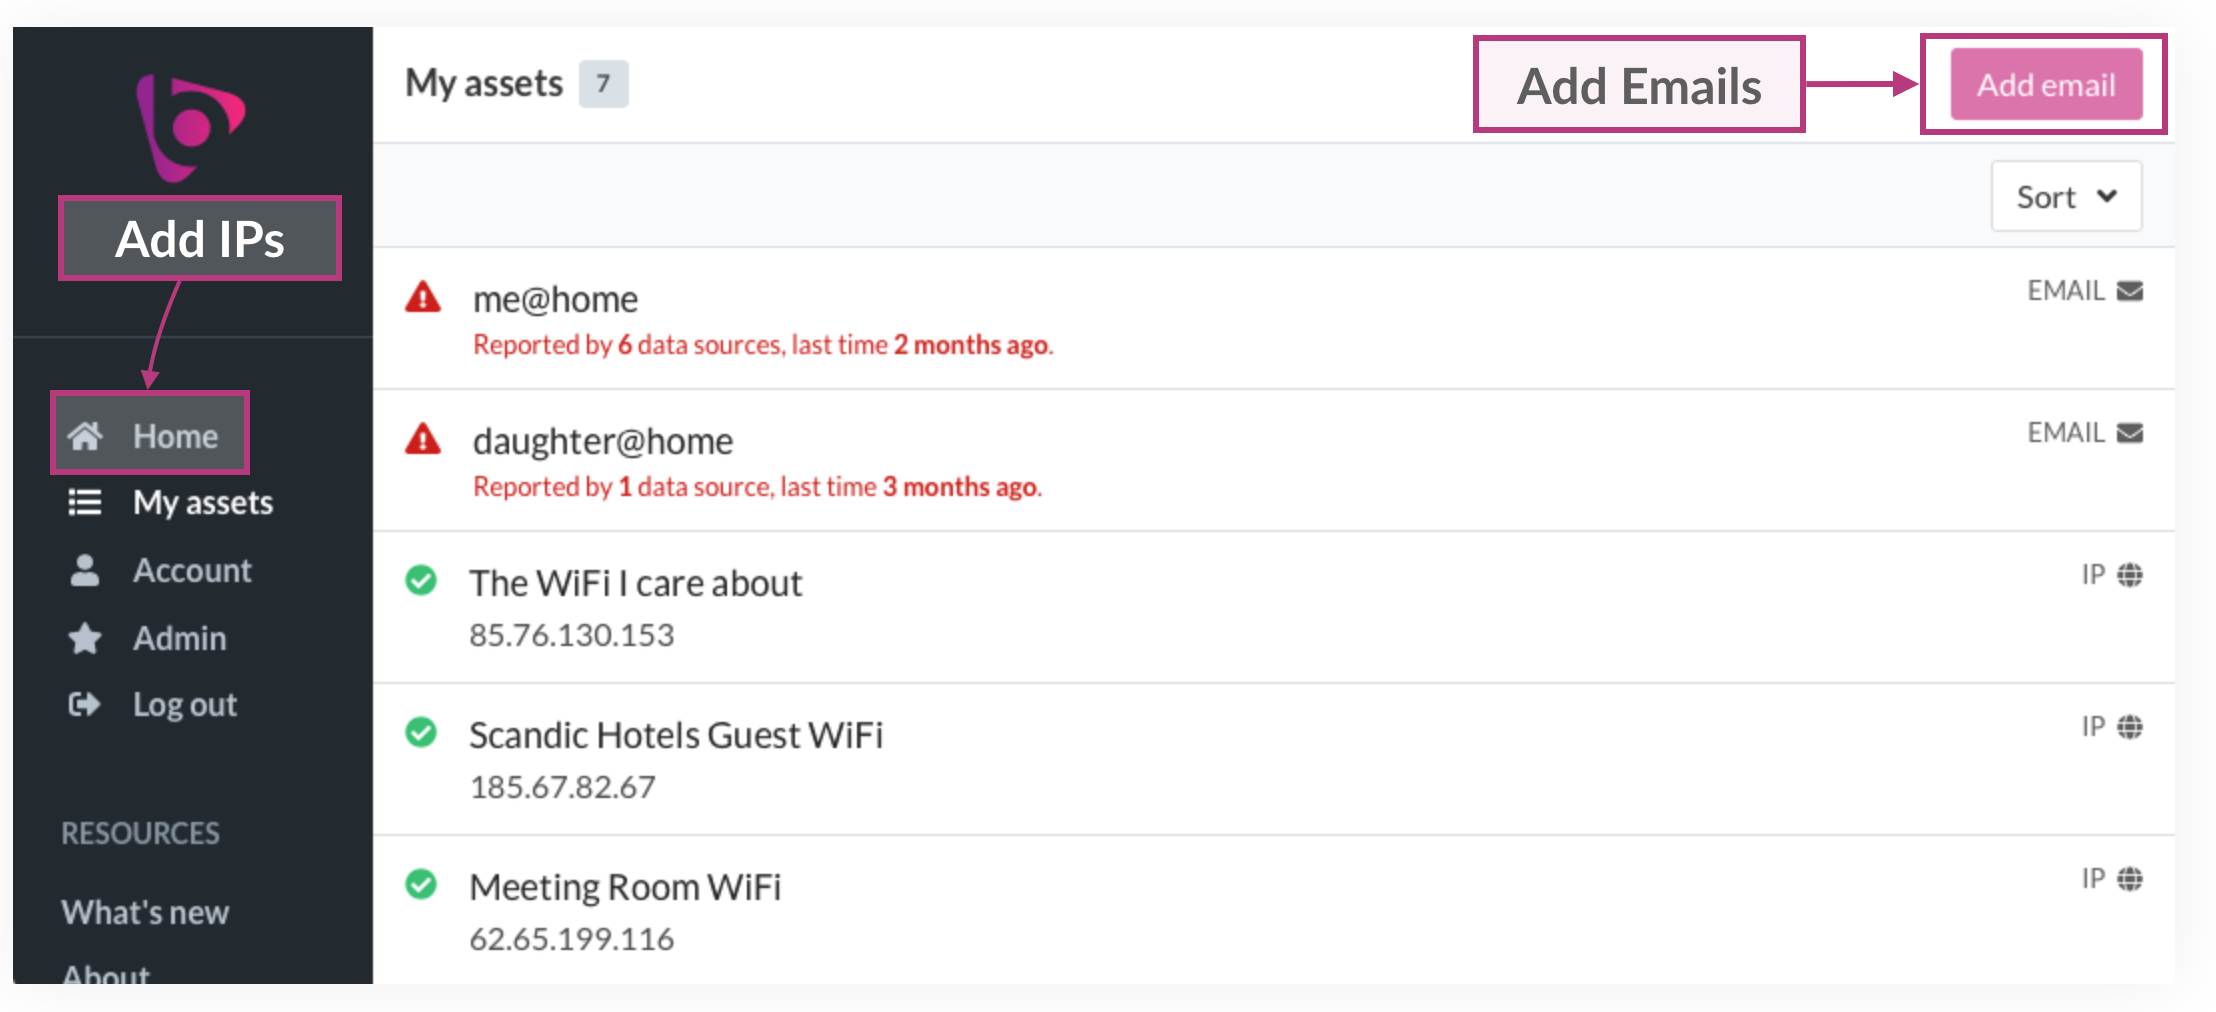 Add IPs
Home
My assets
Account
Admin
Log out
RESOURCES
What's new
About
My assets 7
Add Emails
Add email
Sort
me@home
EMAIL
Reported by 6 data sources, last time 2 months ago.
daughter@home
EMAIL
Reported by 1 data source, last time 3 months ago.
The WiFi I care about
IP
85.76.130.153
Scandic Hotels Guest WiFi
IP
185.67.82.67
Meeting Room WiFi
IP
62.65.199.116